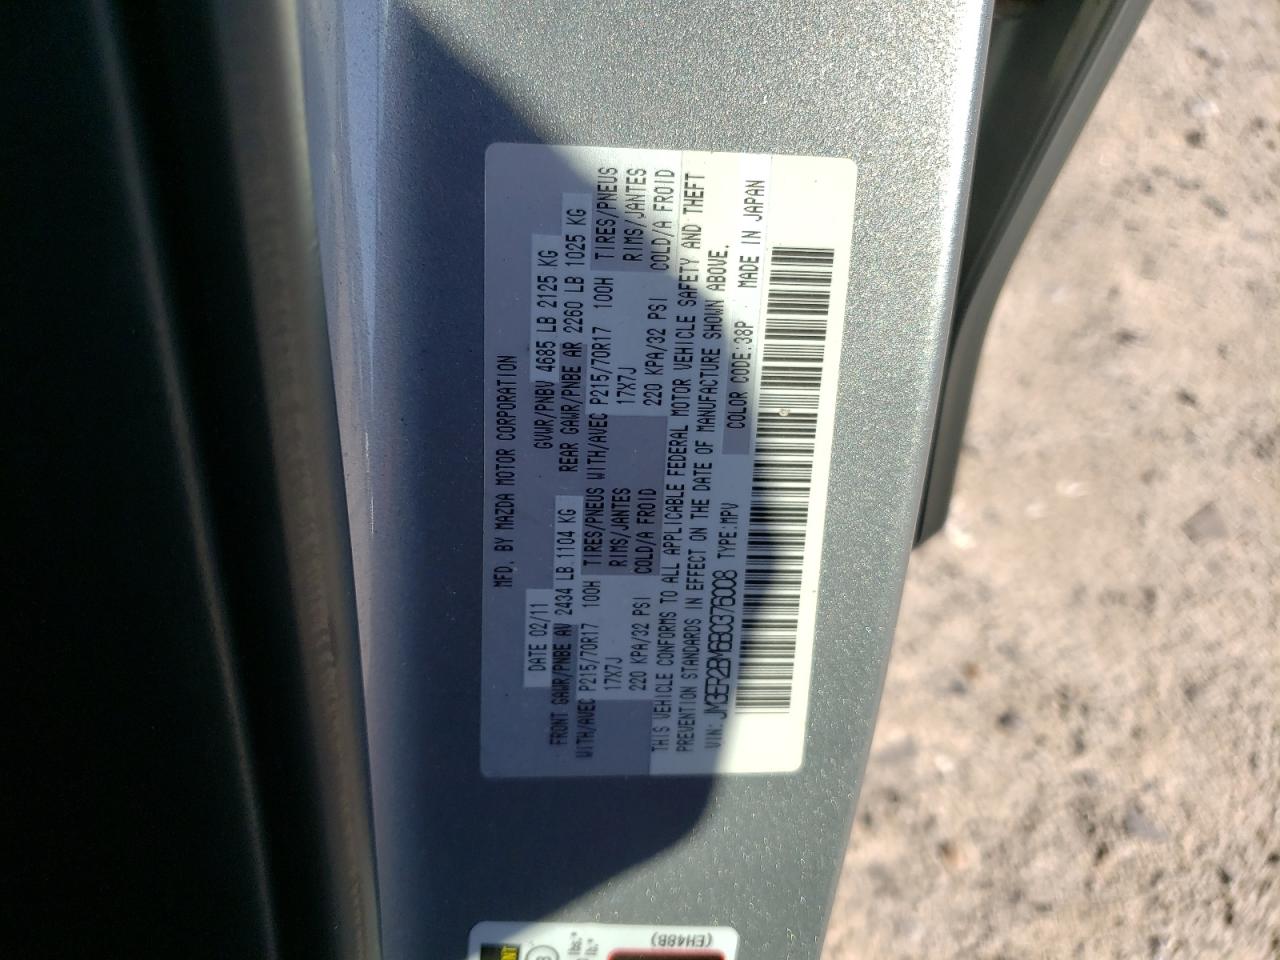 MFD. BY MAZDA MOTOR CORPORATION
DATE 02/11 GVWR/PNBV 4685 LB 2125 KG
FRONT GAWR/PNBE AV 2434 LB 1104 KG REAR GAWR/PNBE AR 2260 LB 1025 KG
WITH/AVEC P215/70R17 100H TIRES/PNEUS WITH/AVEC P215/70R17 100H TIRES/PNEUS
17X7J RIMS/JANTES 17X7J RIMS/JANTES
220 KPA/32 PSI COLD/A FROID 220 KPA/32 PSI COLD/A FROID
THIS VEHICLE CONFORMS TO ALL APPLICABLE FEDERAL MOTOR VEHICLE SAFETY AND THEFT
PREVENTION STANDARDS IN EFFECT ON THE DATE OF MANUFACTURE SHOWN ABOVE.
VIN: JM3ER2BM6B0376008 TYPE:MPV COLOR CODE:38P MADE IN JAPAN
(EH48B)
lbs.*
lb.*